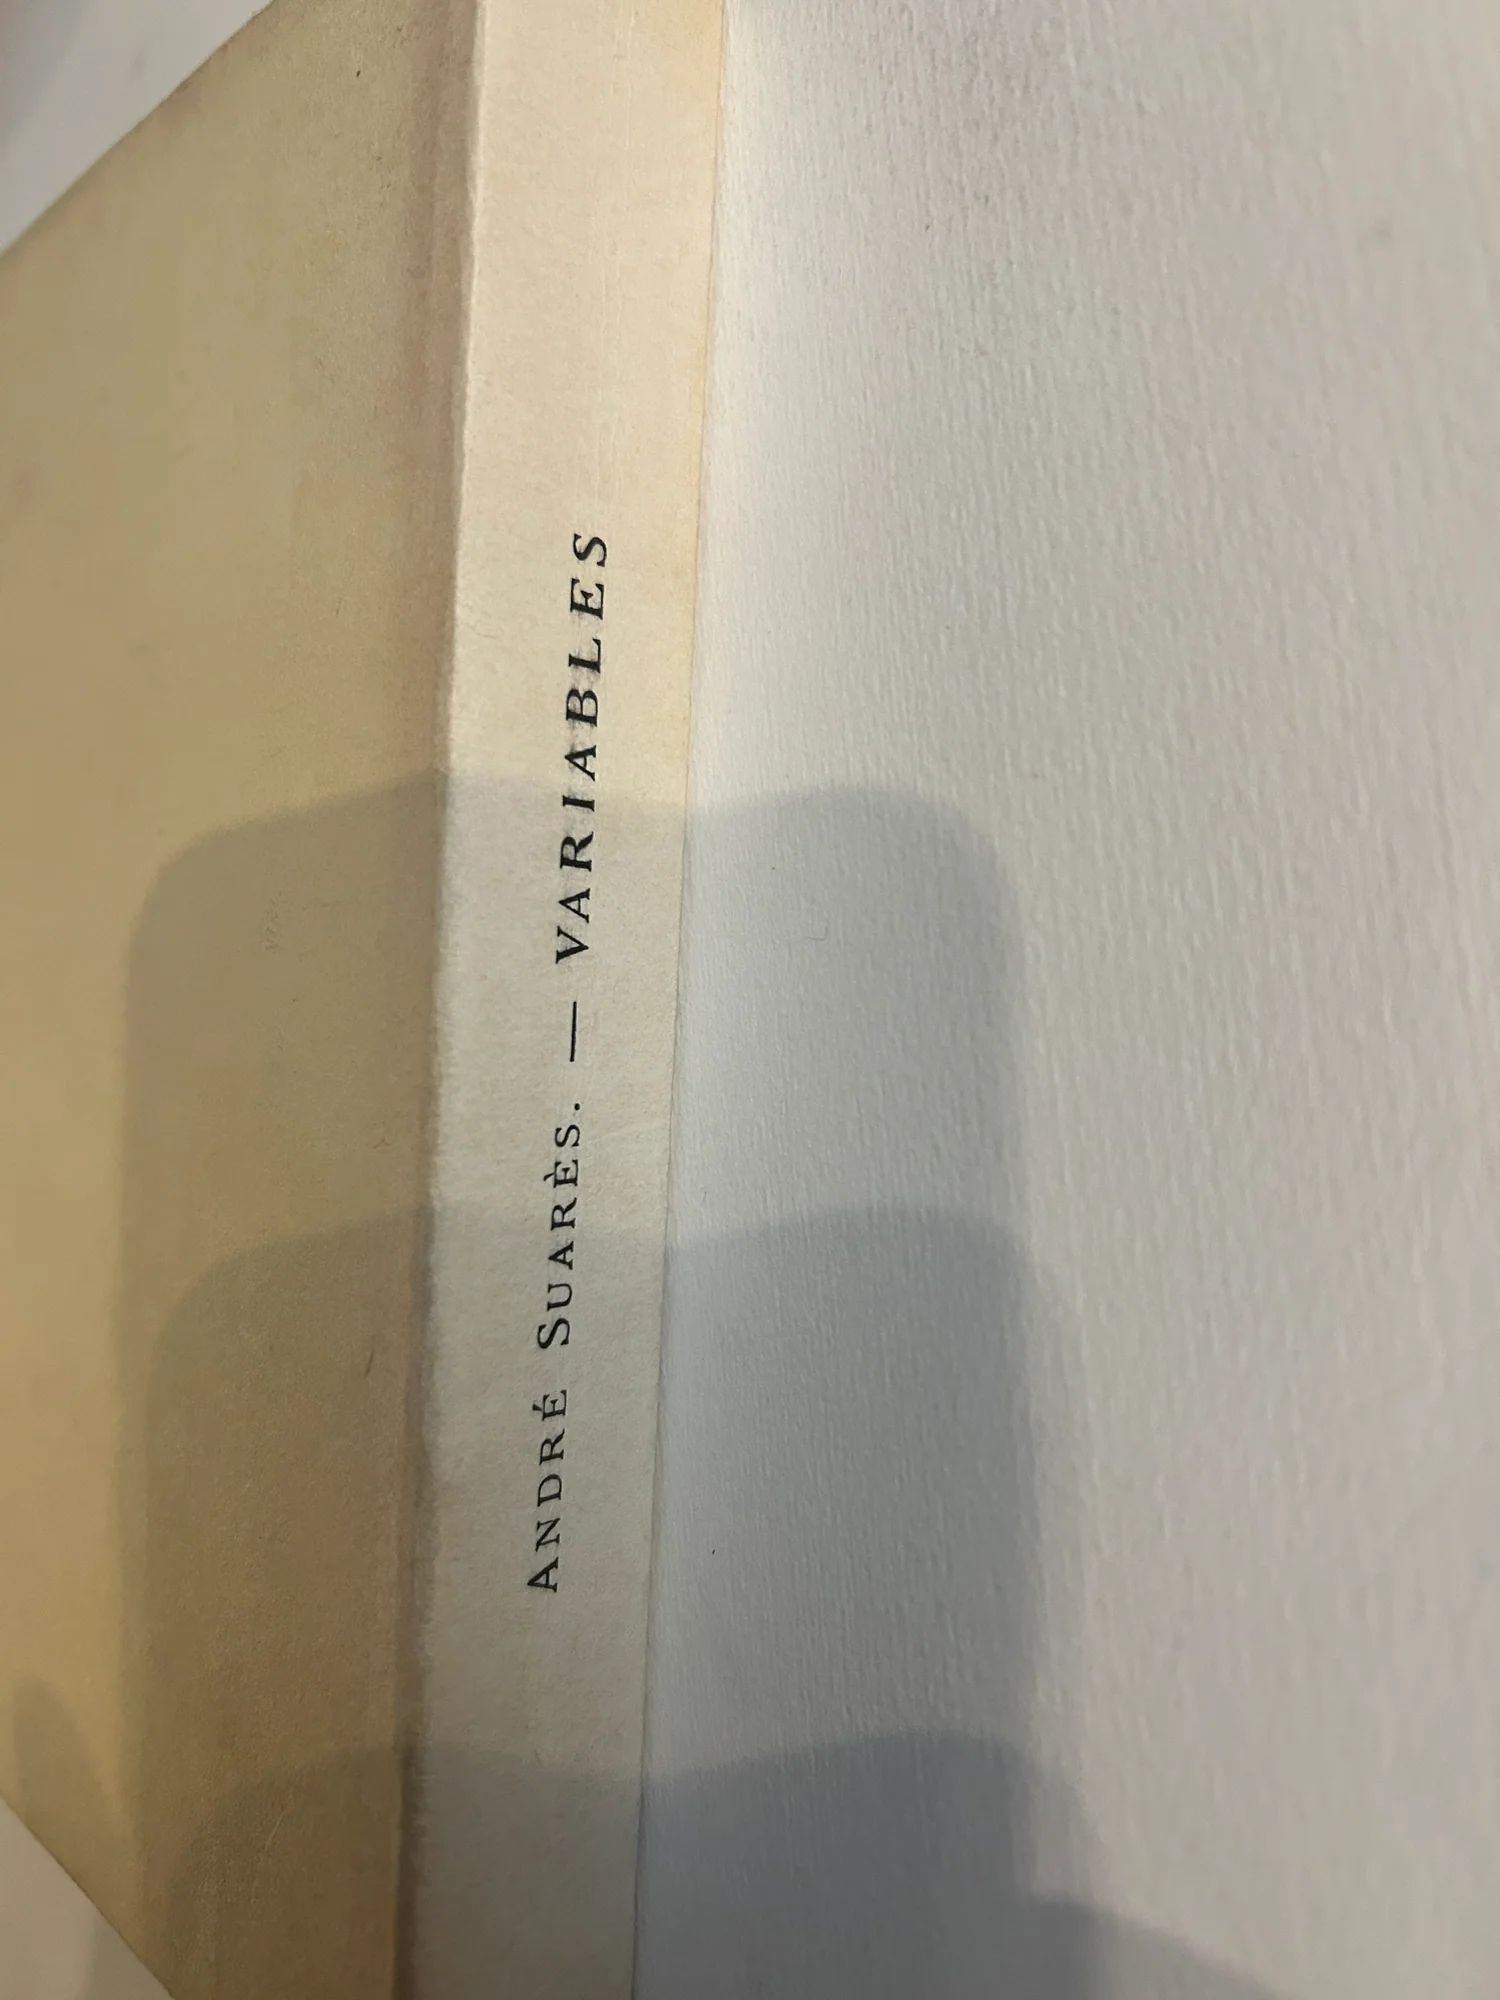 ANDRÉ SUARÈS. — VARIABLES